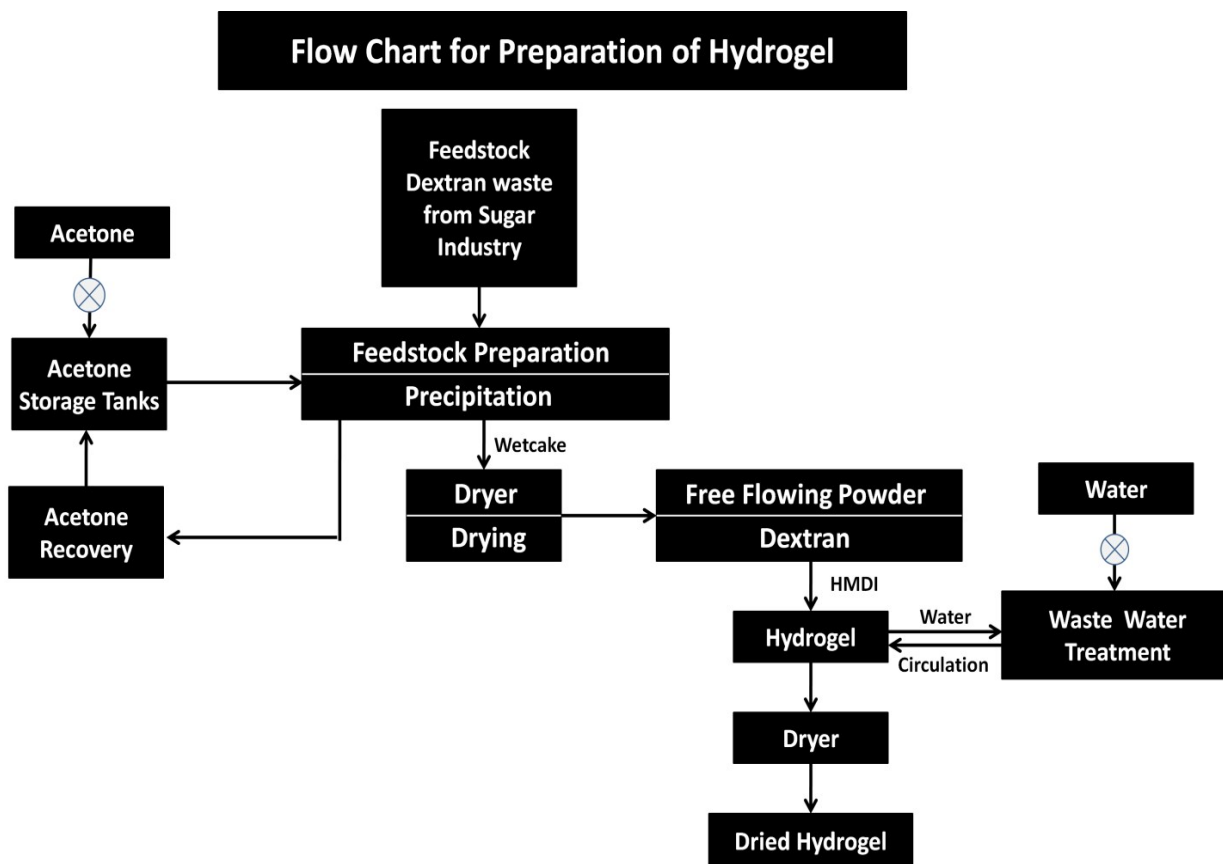 Flow Chart for Preparation of Hydrogel
Feedstock
Dextran waste
from Sugar
Industry
Acetone
Acetone
Storage Tanks
Feedstock Preparation
Precipitation
Wetcake
Acetone
Recovery
Dryer
Drying
Free Flowing Powder
Dextran
Water
HMDI
Hydrogel
Water
Circulation
Waste Water
Treatment
Dryer
Dried Hydrogel